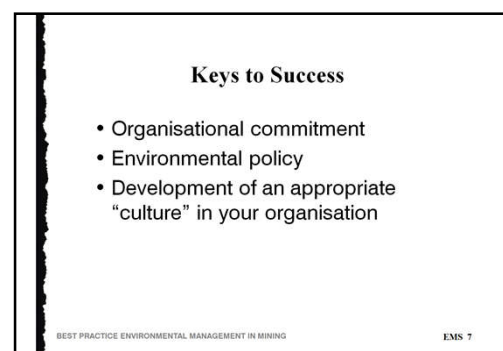 Keys to Success
• Organisational commitment
• Environmental policy
• Development of an appropriate
“culture” in your organisation
BEST PRACTICE ENVIRONMENTAL MANAGEMENT IN MINING
EMS 7